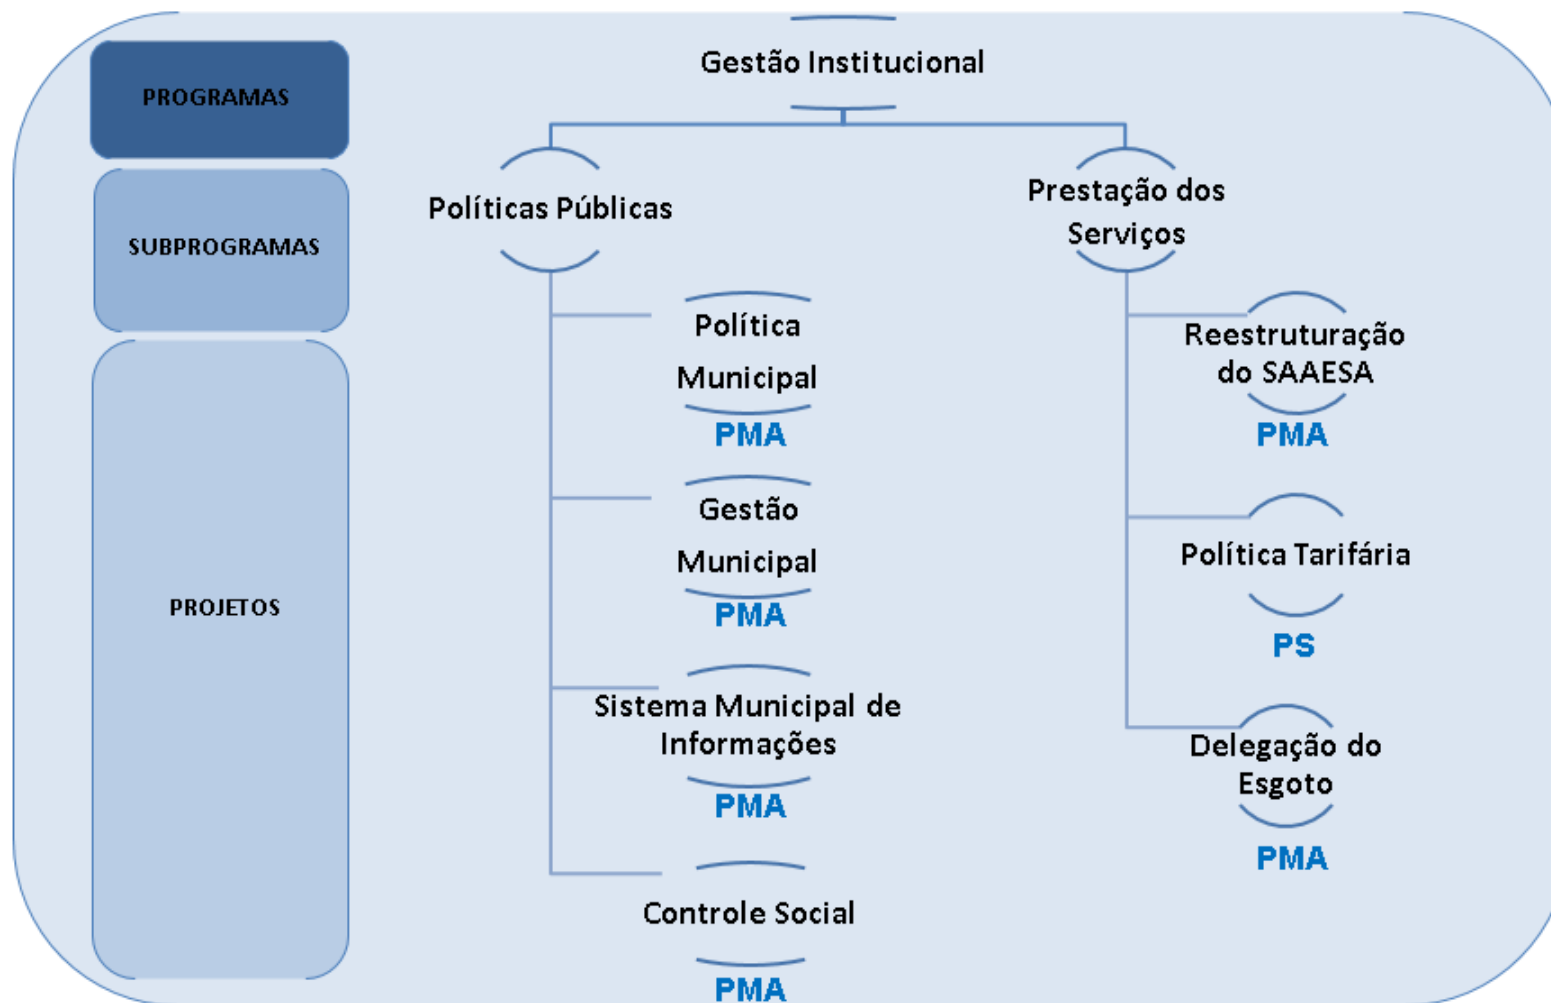 PROGRAMAS
SUBPROGRAMAS
PROJETOS
Gestão Institucional
Políticas Públicas
Política
Municipal
PMA
Gestão
Municipal
PMA
Sistema Municipal de
Informações
PMA
Controle Social
PMA
Prestação dos
Serviços
Reestruturação
do SAAESA
PMA
Política Tarifária
PS
Delegação do
Esgoto
PMA